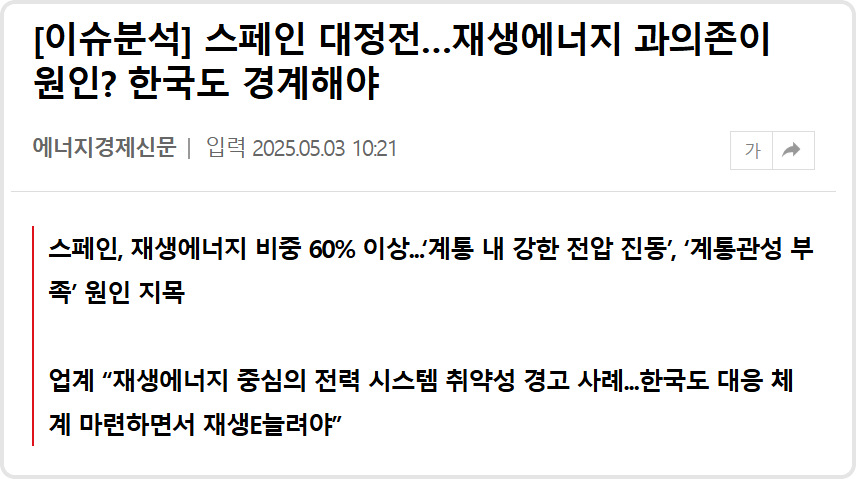 [이슈분석] 스페인 대정전…재생에너지 과의존이
원인? 한국도 경계해야
에너지경제신문 | 입력 2025.05.03 10:21
가
스페인, 재생에너지 비중 60% 이상...‘계통 내 강한 전압 진동’, ‘계통관성 부
족’ 원인 지목
업계 “재생에너지 중심의 전력 시스템 취약성 경고 사례...한국도 대응 체
계 마련하면서 재생E늘려야”